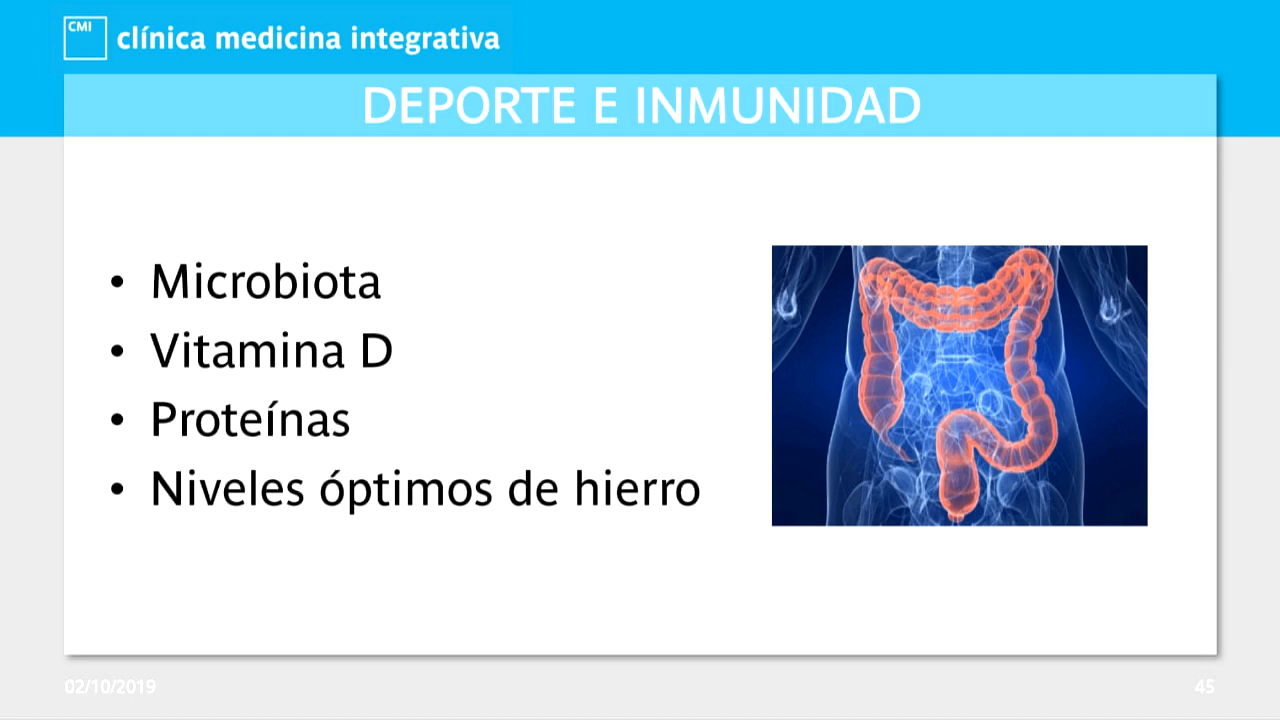 CMI
clínica medicina integrativa
DEPORTE E INMUNIDAD
• Microbiota
• Vitamina D
• Proteínas
• Niveles óptimos de hierro
02/10/2019
45